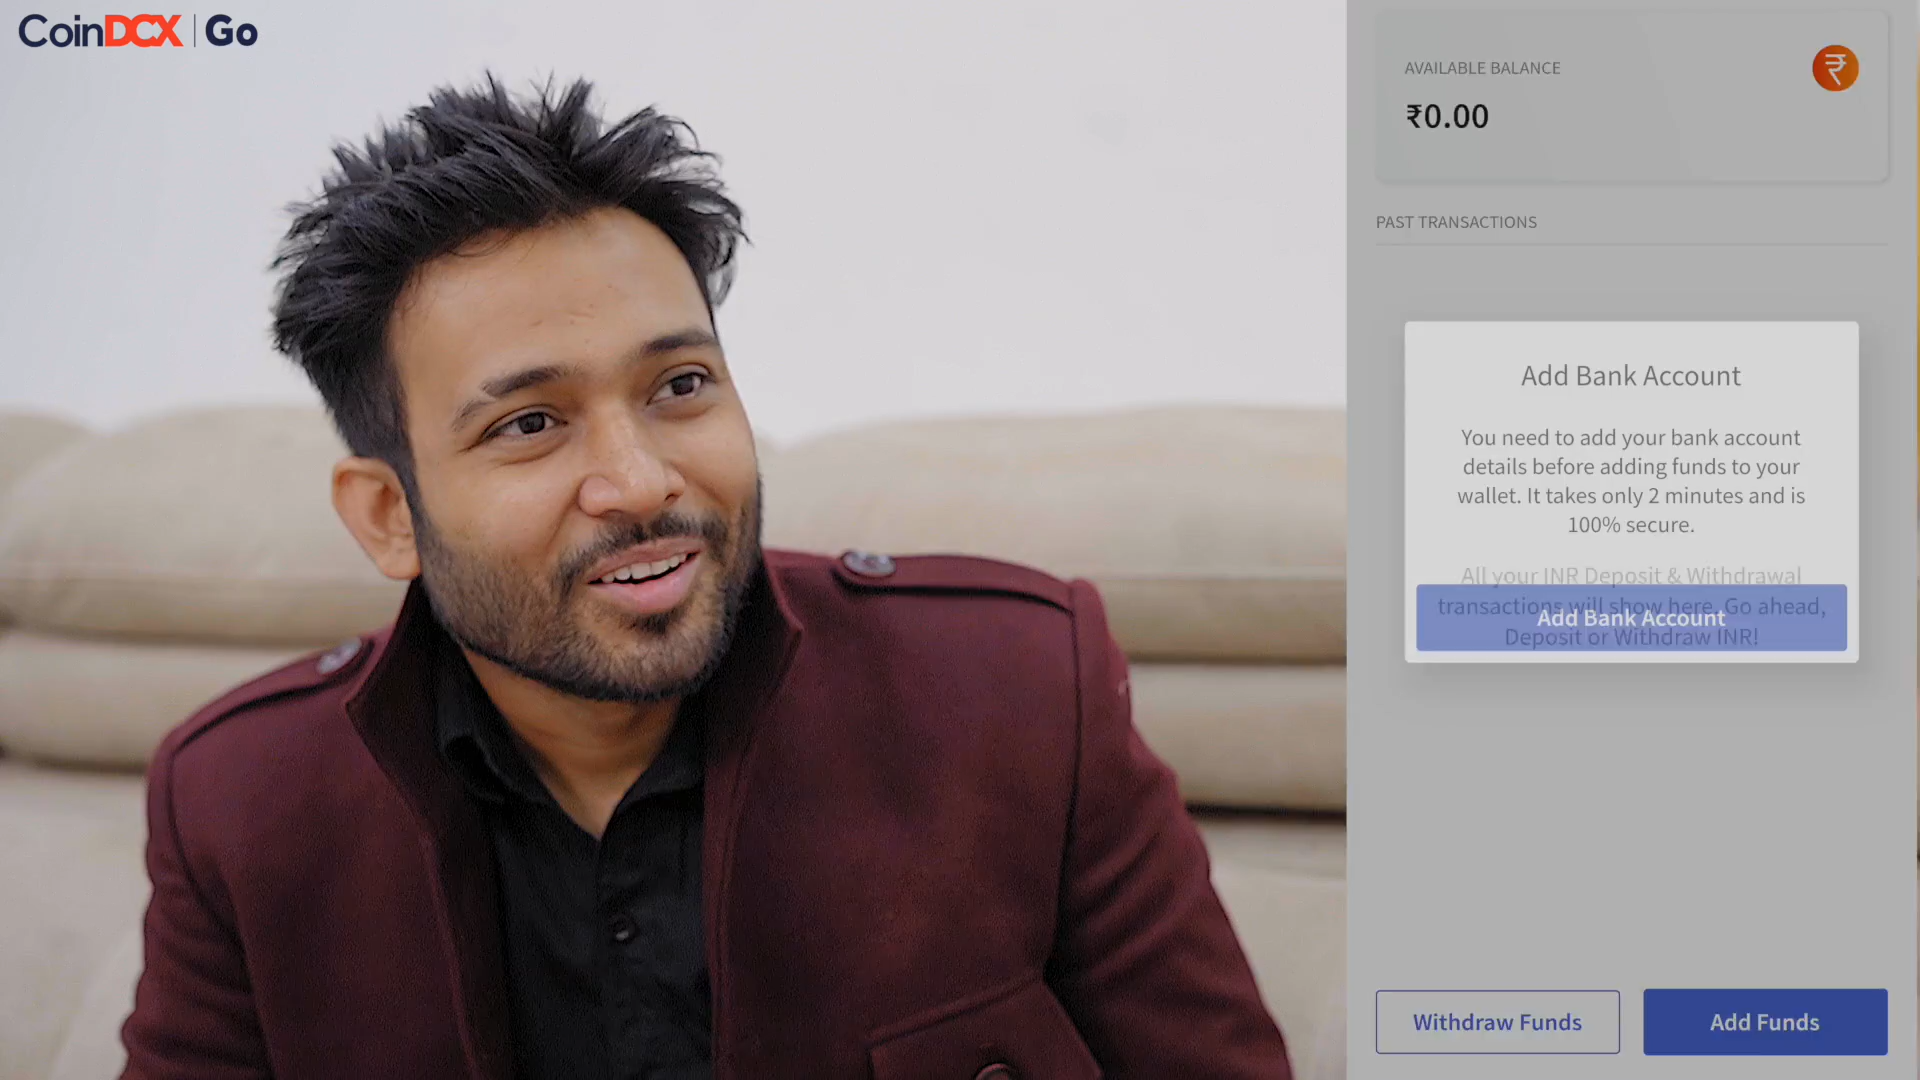 CoinDCX | Go
AVAILABLE BALANCE
₹0.00
PAST TRANSACTIONS
Add Bank Account
You need to add your bank account
details before adding funds to your
wallet. It takes only 2 minutes and is
100% secure.
All your INR Deposit & Withdrawal
transactions will show here. Go ahead,
Deposit or Withdraw INR!
Add Bank Account
Withdraw Funds
Add Funds